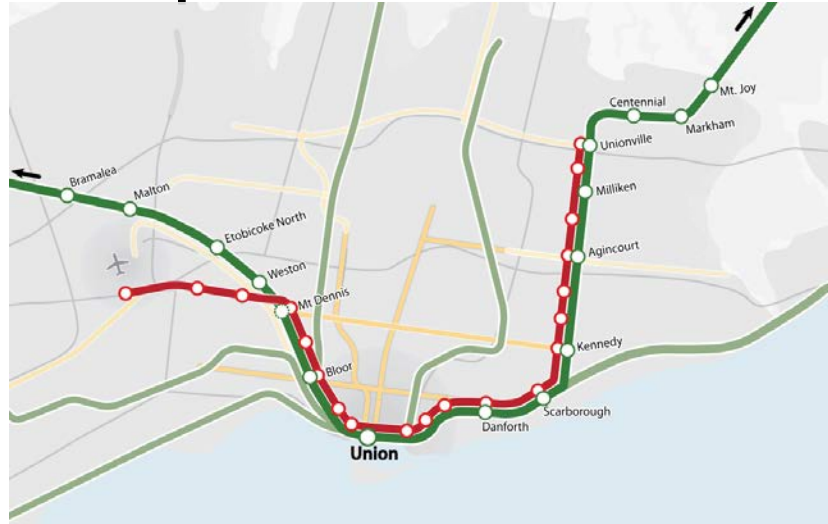 Mt. Joy
Centennial
Markham
Unionville
Bramalea
Malton
Milliken
Etobicoke North
Agincourt
Weston
Mt Dennis
Kennedy
Bloor
Scarborough
Danforth
Union